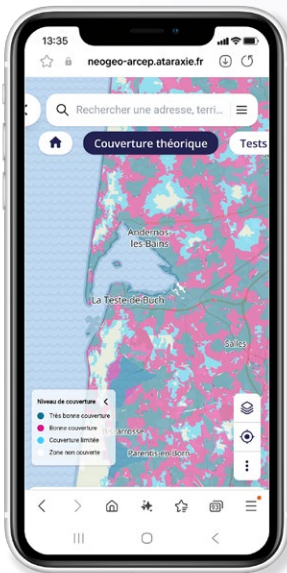 13:35
neogeo-arcep.ataraxie.fr
Rechercher une adresse, terri...
Couverture théorique
Tests
Andernos-
les-Bains
La Teste-de-Buch
Salles
Niveau de couverture
Très bonne couverture
Bonne couverture
Couverture limitée
Zone non couverte
Parentis-en-Born